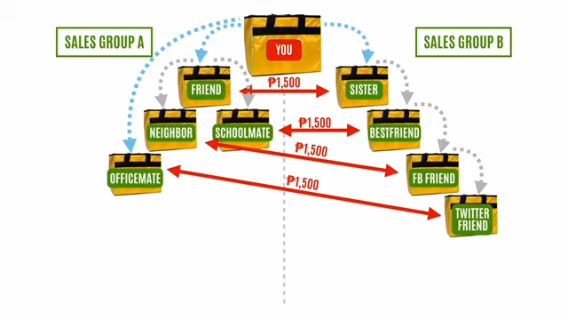 SALES GROUP A
YOU
SALES GROUP B
FRIEND
₱1,500
SISTER
NEIGHBOR
SCHOOLMATE
₱1,500
BESTFRIEND
₱1,500
OFFICEMATE
₱1,500
FB FRIEND
TWITTER
FRIEND